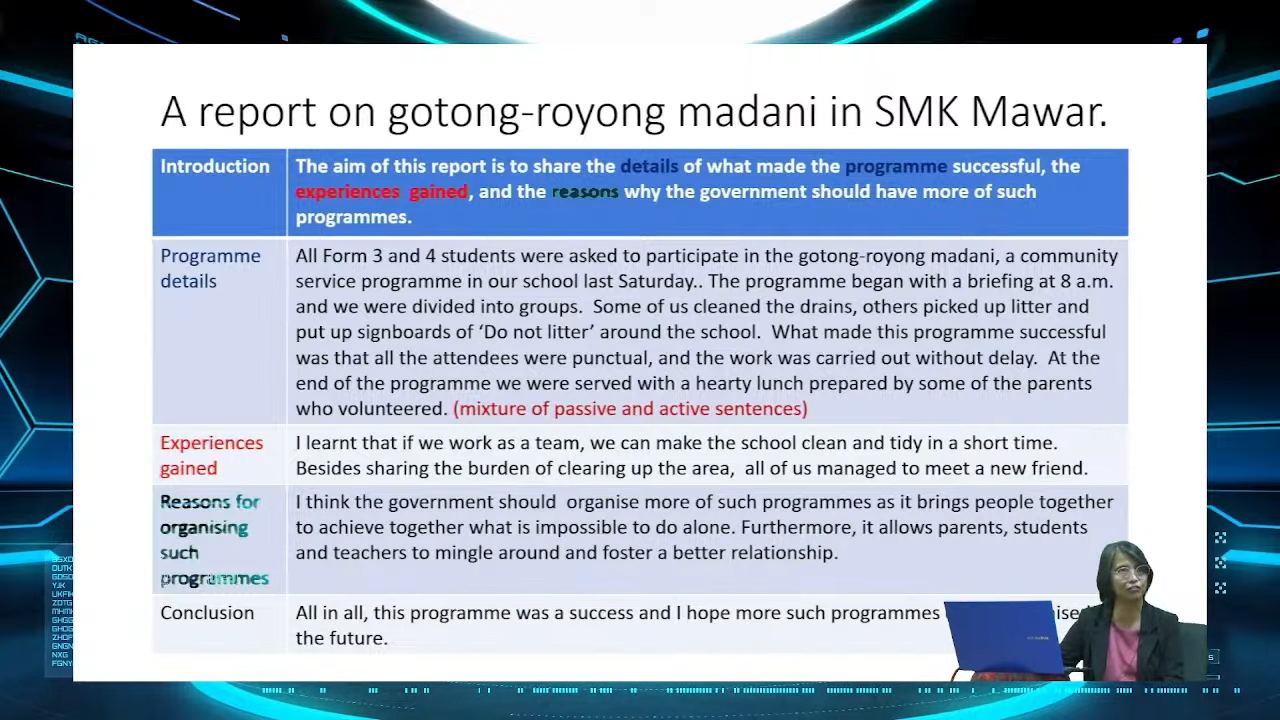 A report on gotong-royong madani in SMK Mawar.
Introduction
The aim of this report is to share the details of what made the programme successful, the
experiences gained, and the reasons why the government should have more of such
programmes.
Programme
details
All Form 3 and 4 students were asked to participate in the gotong-royong madani, a community
service programme in our school last Saturday.. The programme began with a briefing at 8 a.m.
and we were divided into groups. Some of us cleaned the drains, others picked up litter and
put up signboards of ‘Do not litter’ around the school. What made this programme successful
was that all the attendees were punctual, and the work was carried out without delay. At the
end of the programme we were served with a hearty lunch prepared by some of the parents
who volunteered. (mixture of passive and active sentences)
Experiences
gained
I learnt that if we work as a team, we can make the school clean and tidy in a short time.
Besides sharing the burden of clearing up the area, all of us managed to meet a new friend.
Reasons for
organising
such
programmes
I think the government should organise more of such programmes as it brings people together
to achieve together what is impossible to do alone. Furthermore, it allows parents, students
and teachers to mingle around and foster a better relationship.
Conclusion
All in all, this programme was a success and I hope more such programmes
the future.